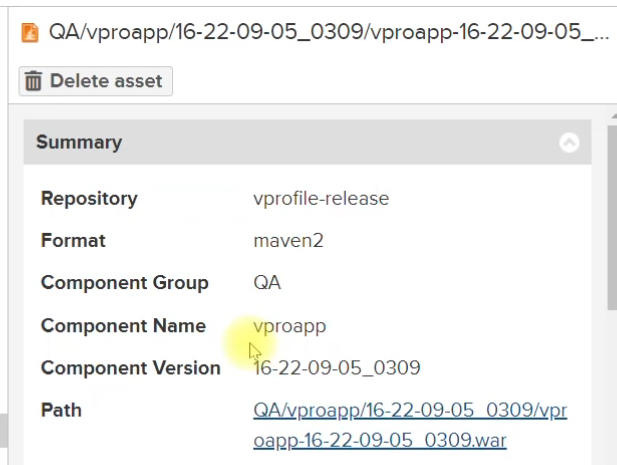 QA/vproapp/16-22-09-05_0309/vproapp-16-22-09-05_...
Delete asset
Summary
Repository vprofile-release
Format maven2
Component Group QA
Component Name vproapp
Component Version 16-22-09-05_0309
Path QA/vproapp/16-22-09-05_0309/vpr
oapp-16-22-09-05_0309.war